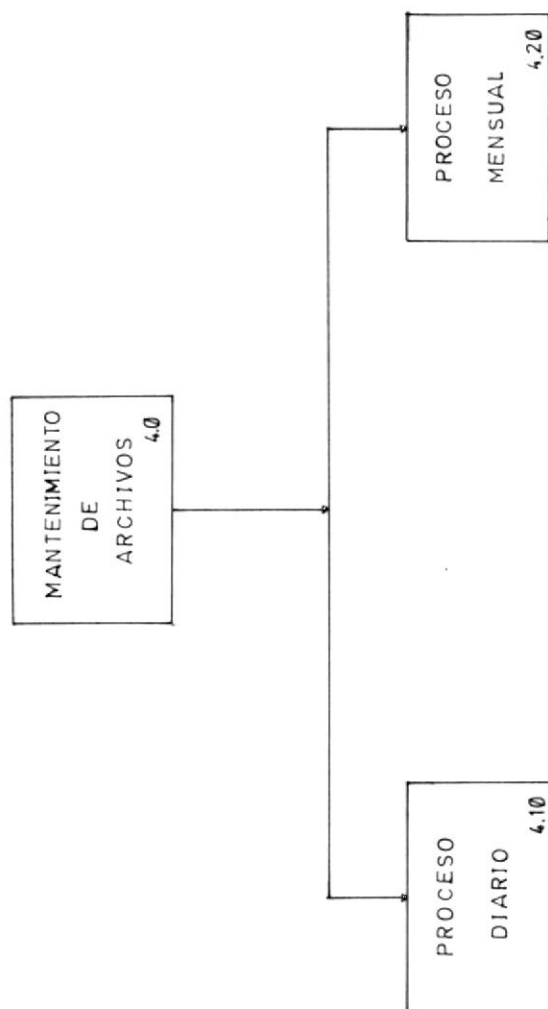 MANTENIMIENTO
DE
ARCHIVOS
4.0
PROCESO
DIARIO
4.10
PROCESO
MENSUAL
4.20